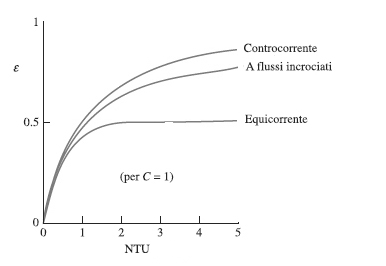 1
Controcorrente
ε
A flussi incrociati
0.5
Equicorrente
(per C = 1)
0
0 1 2 3 4 5
NTU